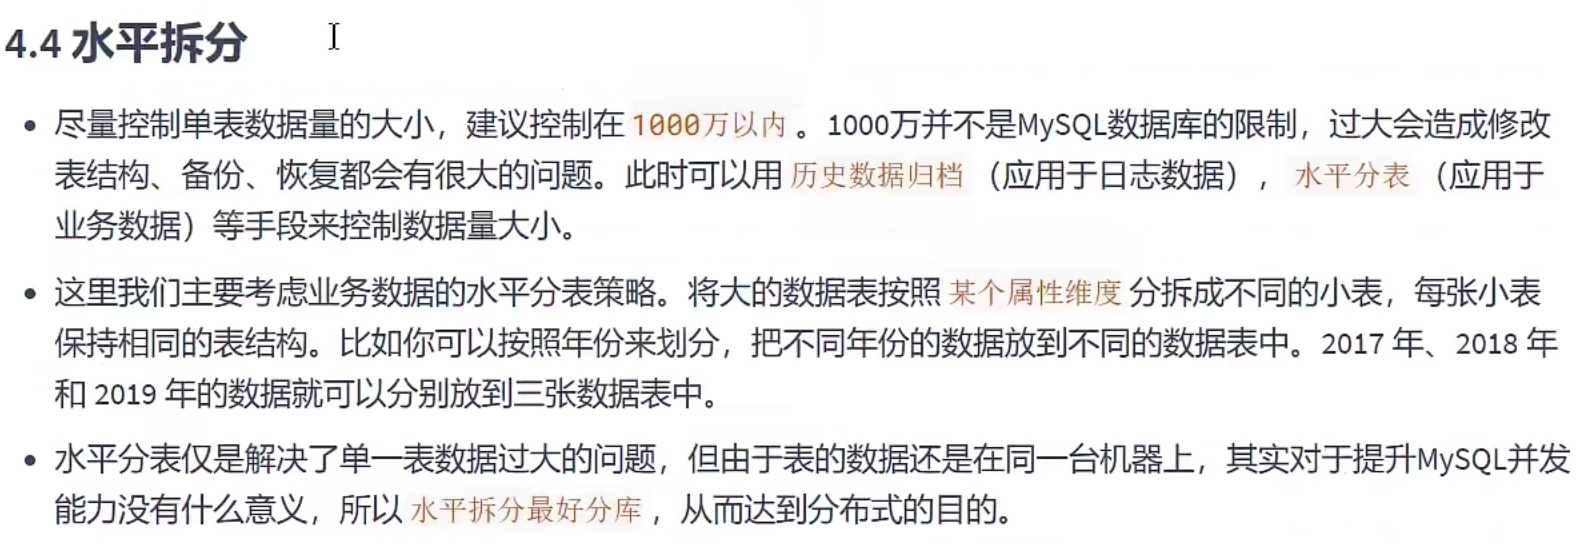 4.4 水平拆分
• 尽量控制单表数据量的大小，建议控制在 1000万以内 。1000万并不是MySQL数据库的限制，过大会造成修改
表结构、备份、恢复都会有很大的问题。此时可以用 历史数据归档 （应用于日志数据）， 水平分表 （应用于
业务数据）等手段来控制数据量大小。
• 这里我们主要考虑业务数据的水平分表策略。将大的数据表按照 某个属性维度 分拆成不同的小表，每张小表
保持相同的表结构。比如你可以按照年份来划分，把不同年份的数据放到不同的数据表中。2017 年、2018 年
和 2019 年的数据就可以分别放到三张数据表中。
• 水平分表仅是解决了单一表数据过大的问题，但由于表的数据还是在同一台机器上，其实对于提升MySQL并发
能力没有什么意义，所以 水平拆分最好分库 ，从而达到分布式的目的。